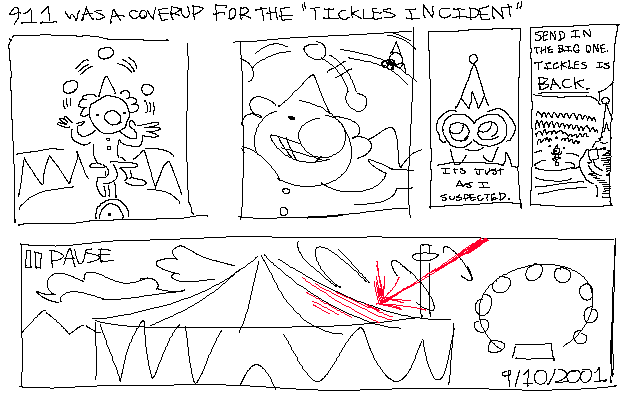 911 WAS A COVERUP FOR THE "TICKLES INCIDENT"
ITS JUST
AS I
SUSPECTED.
SEND IN
THE BIG ONE.
TICKLES IS
BACK.
PAUSE
9/10/2001